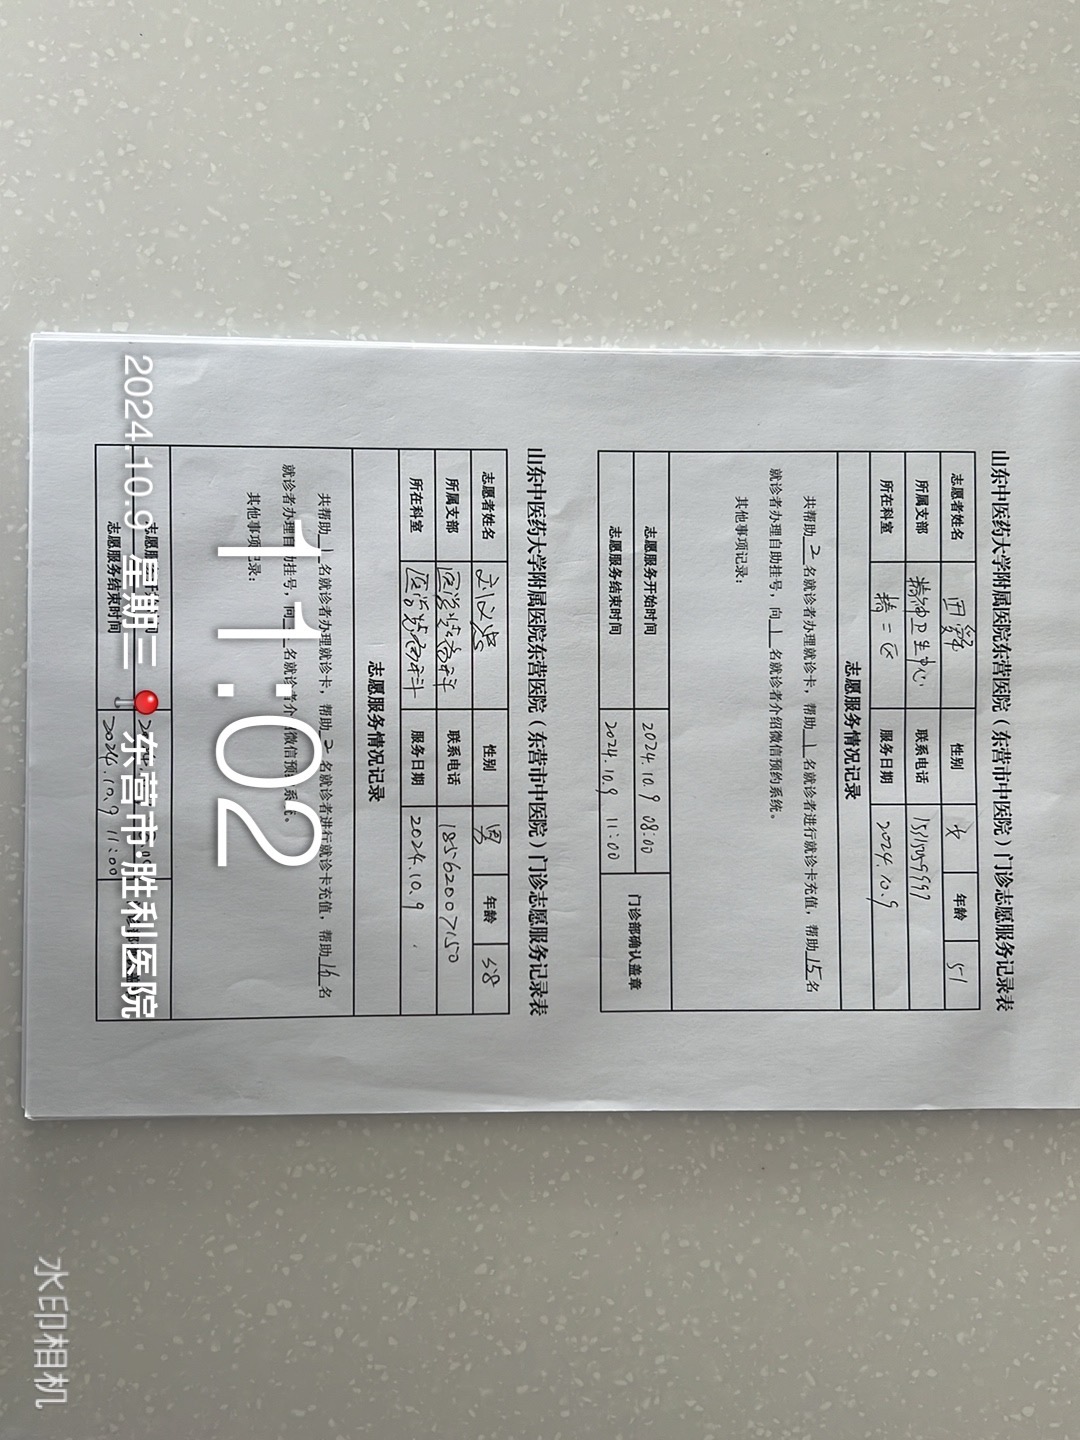 山东中医药大学附属医院东营医院（东营市中医院）门诊志愿服务记录表
志愿者姓名 田 性别 女 年龄 51
所属支部 精神卫生中心 联系电话
所在科室 精二区 服务日期 2024.10.9
志愿服务情况记录
共帮助 2 名就诊者办理就诊卡，帮助 1 名就诊者进行就诊卡充值，帮助 15 名
就诊者办理自助挂号，向 1 名就诊者介绍微信预约系统。
其他事项记录：
志愿服务开始时间 2024.10.9 08:00 门诊部确认盖章
志愿服务结束时间 2024.10.9 11:00
山东中医药大学附属医院东营医院（东营市中医院）门诊志愿服务记录表
志愿者姓名 刘文 性别 男 年龄 58
所属支部 联系电话 18562007150
所在科室 服务日期 2024.10.9
志愿服务情况记录
共帮助 1 名就诊者办理就诊卡，帮助 2 名就诊者进行就诊卡充值，帮助 16 名
就诊者办理自助挂号，向 名就诊者介绍微信预约系统。
其他事项记录：
志愿服务结束时间 2024.10.9 11:00
11:02
2024.10.9 星期三 东营市胜利医院
水印相机